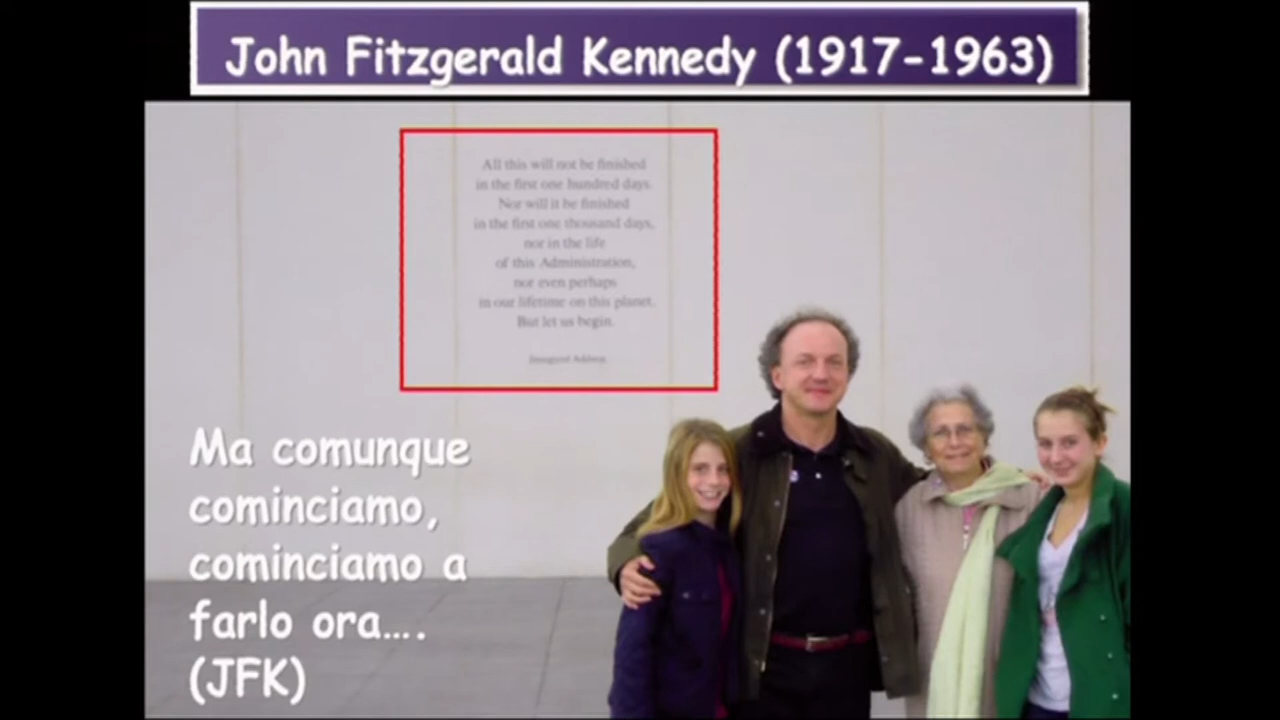 John Fitzgerald Kennedy (1917-1963)
All this will not be finished
in the first one hundred days.
Nor will it be finished
in the first one thousand days,
nor in the life
of this Administration,
nor even perhaps
in our lifetime on this planet.
But let us begin.
Inaugural Address
Ma comunque
cominciamo,
cominciamo a
farlo ora....
(JFK)